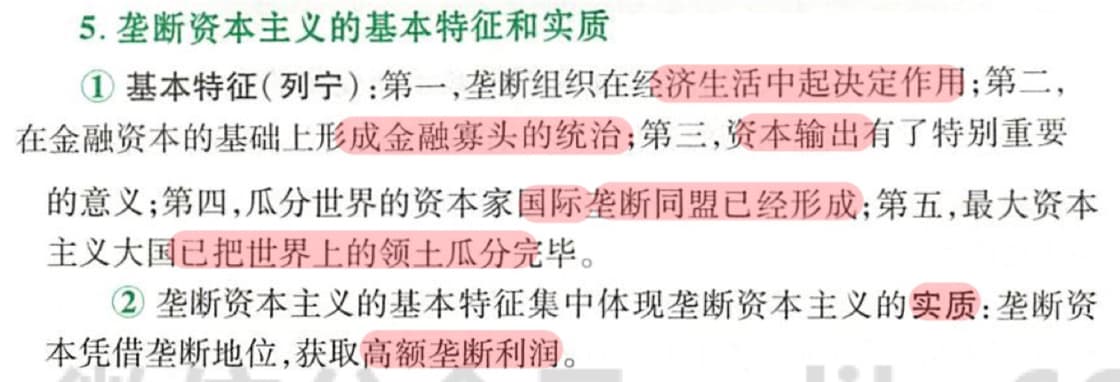 5. 垄断资本主义的基本特征和实质
① 基本特征(列宁):第一,垄断组织在经济生活中起决定作用;第二,
在金融资本的基础上形成金融寡头的统治;第三,资本输出有了特别重要
的意义;第四,瓜分世界的资本家国际垄断同盟已经形成;第五,最大资本
主义大国已把世界上的领土瓜分完毕。
② 垄断资本主义的基本特征集中体现垄断资本主义的实质:垄断资
本凭借垄断地位,获取高额垄断利润。